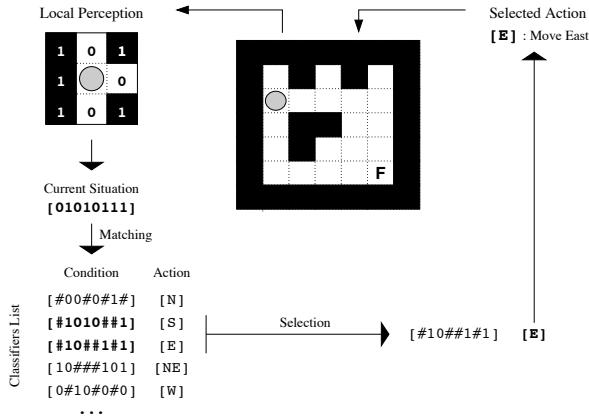 Local Perception
Selected Action
[E] : Move East
1 0 1
1 0
1 0 1
F
Current Situation
[01010111]
Matching
Condition Action
Classifiers List
[#00#0#1#] [N]
[#1010##1] [S]
[#10##1#1] [E]
[10###101] [NE]
[0#10#0#0] [W]
...
Selection
[#10##1#1] [E]